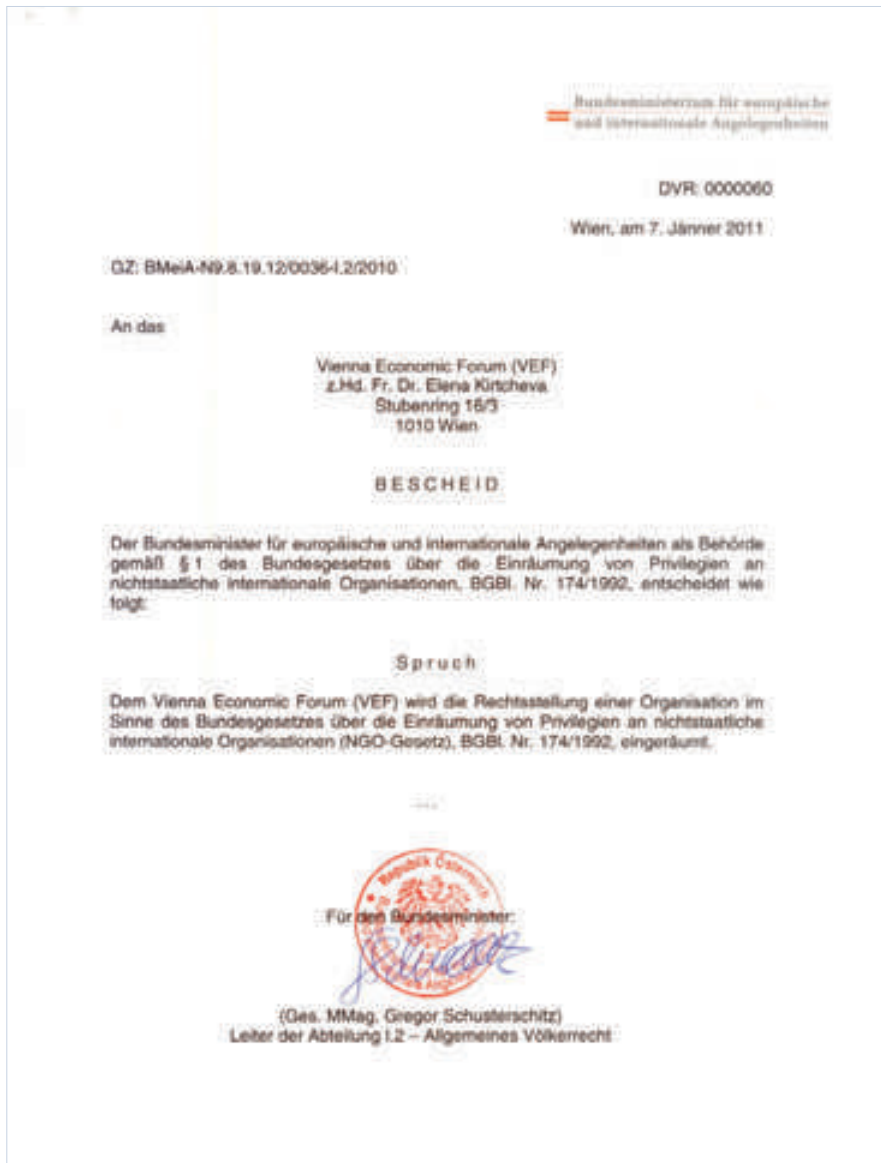 Bundesministerium für europäische
und internationale Angelegenheiten
DVR: 0000060
Wien, am 7. Jänner 2011
GZ: BMeiA-N9.8.19.12/0036-I.2/2010
An das
Vienna Economic Forum (VEF)
z.Hd. Fr. Dr. Elena Kirtcheva
Stubenring 16/3
1010 Wien
BESCHEID
Der Bundesminister für europäische und internationale Angelegenheiten als Behörde
gemäß § 1 des Bundesgesetzes über die Einräumung von Privilegien an
nichtstaatliche internationale Organisationen, BGBl. Nr. 174/1992, entscheidet wie
folgt:
Spruch
Dem Vienna Economic Forum (VEF) wird die Rechtsstellung einer Organisation im
Sinne des Bundesgesetzes über die Einräumung von Privilegien an nichtstaatliche
internationale Organisationen (NGO-Gesetz), BGBl. Nr. 174/1992, eingeräumt.
Republik Österreich
Für den Bundesminister:
(Ges. MMag. Gregor Schusterschitz)
Leiter der Abteilung I.2 – Allgemeines Völkerrecht